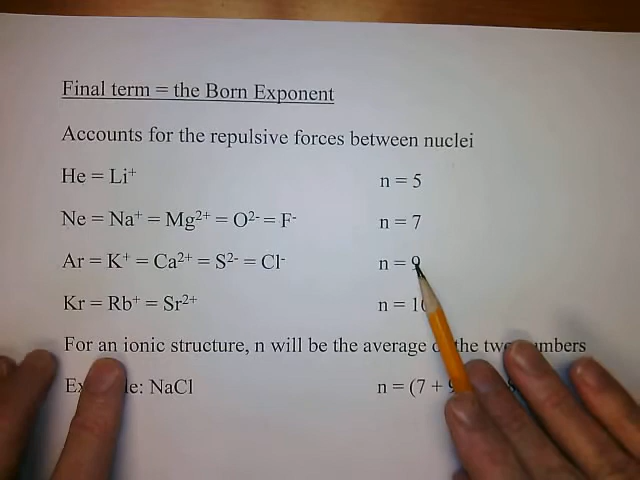 Final term = the Born Exponent
Accounts for the repulsive forces between nuclei
He = Li⁺ n = 5
Ne = Na⁺ = Mg²⁺ = O²⁻ = F⁻ n = 7
Ar = K⁺ = Ca²⁺ = S²⁻ = Cl⁻ n = 9
Kr = Rb⁺ = Sr²⁺ n =
For an ionic structure, n will be the average the
NaCl n = (7 +